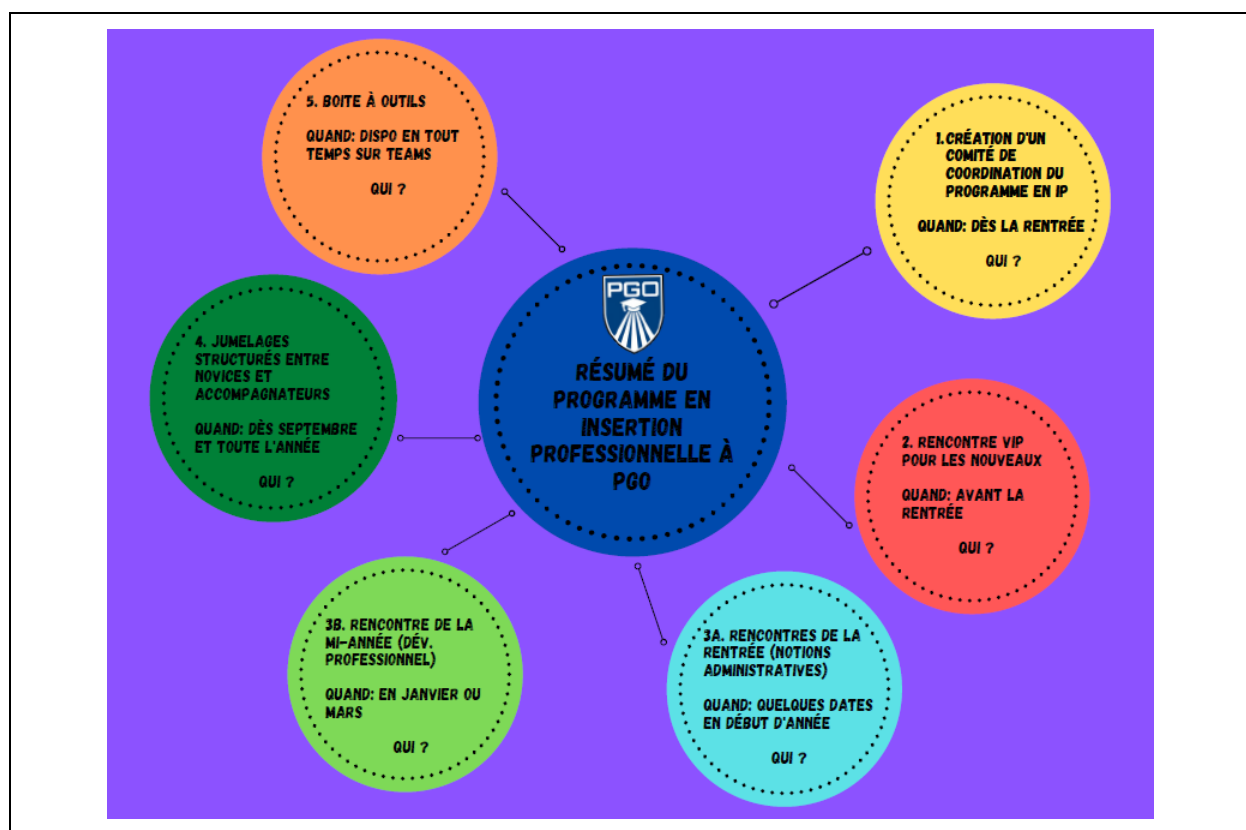 PGO
RÉSUMÉ DU
PROGRAMME EN
INSERTION
PROFESSIONNELLE À
PGO
1.CRÉATION D'UN
COMITÉ DE
COORDINATION DU
PROGRAMME EN IP
QUAND: DÈS LA RENTRÉE
QUI ?
2. RENCONTRE VIP
POUR LES NOUVEAUX
QUAND: AVANT LA
RENTRÉE
QUI ?
3A. RENCONTRES DE LA
RENTRÉE (NOTIONS
ADMINISTRATIVES)
QUAND: QUELQUES DATES
EN DÉBUT D'ANNÉE
QUI ?
3B. RENCONTRE DE LA
MI-ANNÉE (DÉV.
PROFESSIONNEL)
QUAND: EN JANVIER OU
MARS
QUI ?
4. JUMELAGES
STRUCTURÉS ENTRE
NOVICES ET
ACCOMPAGNATEURS
QUAND: DÈS SEPTEMBRE
ET TOUTE L'ANNÉE
QUI ?
5. BOITE À OUTILS
QUAND: DISPO EN TOUT
TEMPS SUR TEAMS
QUI ?